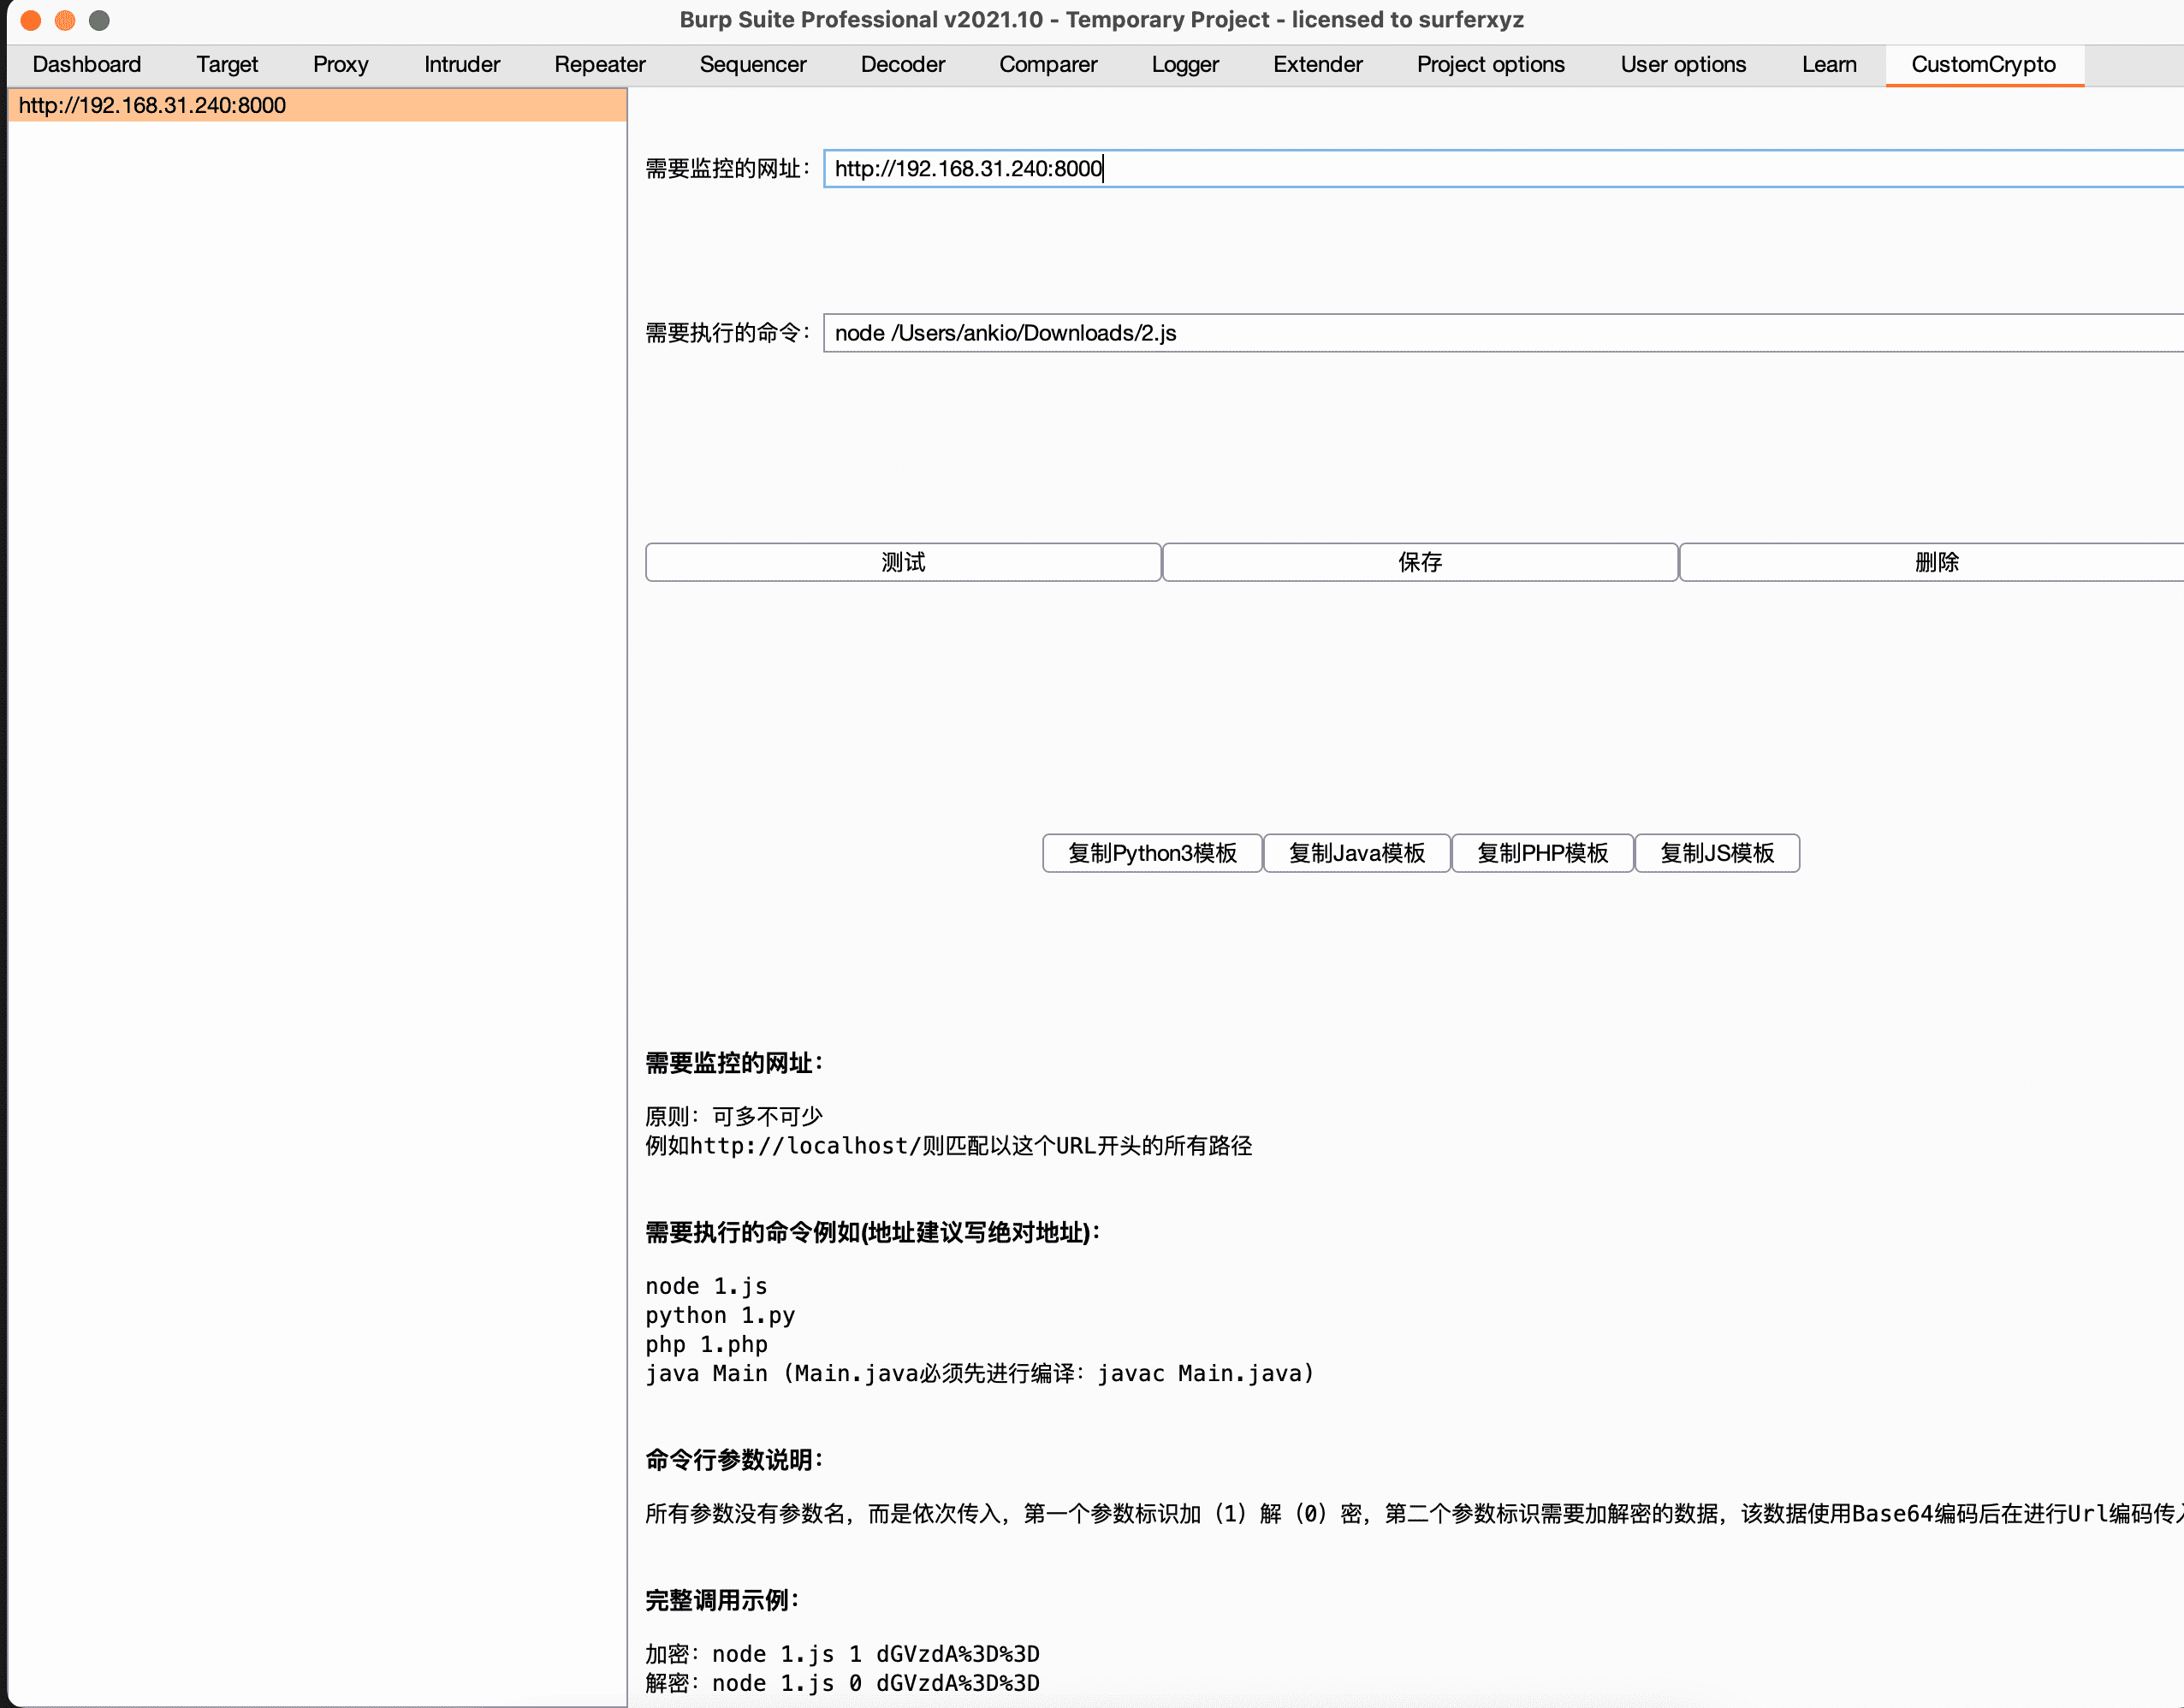 Burp Suite Professional v2021.10 - Temporary Project - licensed to surferxyz
Dashboard Target Proxy Intruder Repeater Sequencer Decoder Comparer Logger Extender Project options User options Learn CustomCrypto
http://192.168.31.240:8000
需要监控的网址： http://192.168.31.240:8000
需要执行的命令： node /Users/ankio/Downloads/2.js
测试 保存 删除
复制Python3模板 复制Java模板 复制PHP模板 复制JS模板
需要监控的网址：
原则：可多不可少
例如http://localhost/则匹配以这个URL开头的所有路径
需要执行的命令例如(地址建议写绝对地址)：
node 1.js
python 1.py
php 1.php
java Main (Main.java必须先进行编译：javac Main.java)
命令行参数说明：
所有参数没有参数名，而是依次传入，第一个参数标识加（1）解（0）密，第二个参数标识需要加解密的数据，该数据使用Base64编码后在进行Url编码传
完整调用示例：
加密：node 1.js 1 dGVzdA%3D%3D
解密：node 1.js 0 dGVzdA%3D%3D